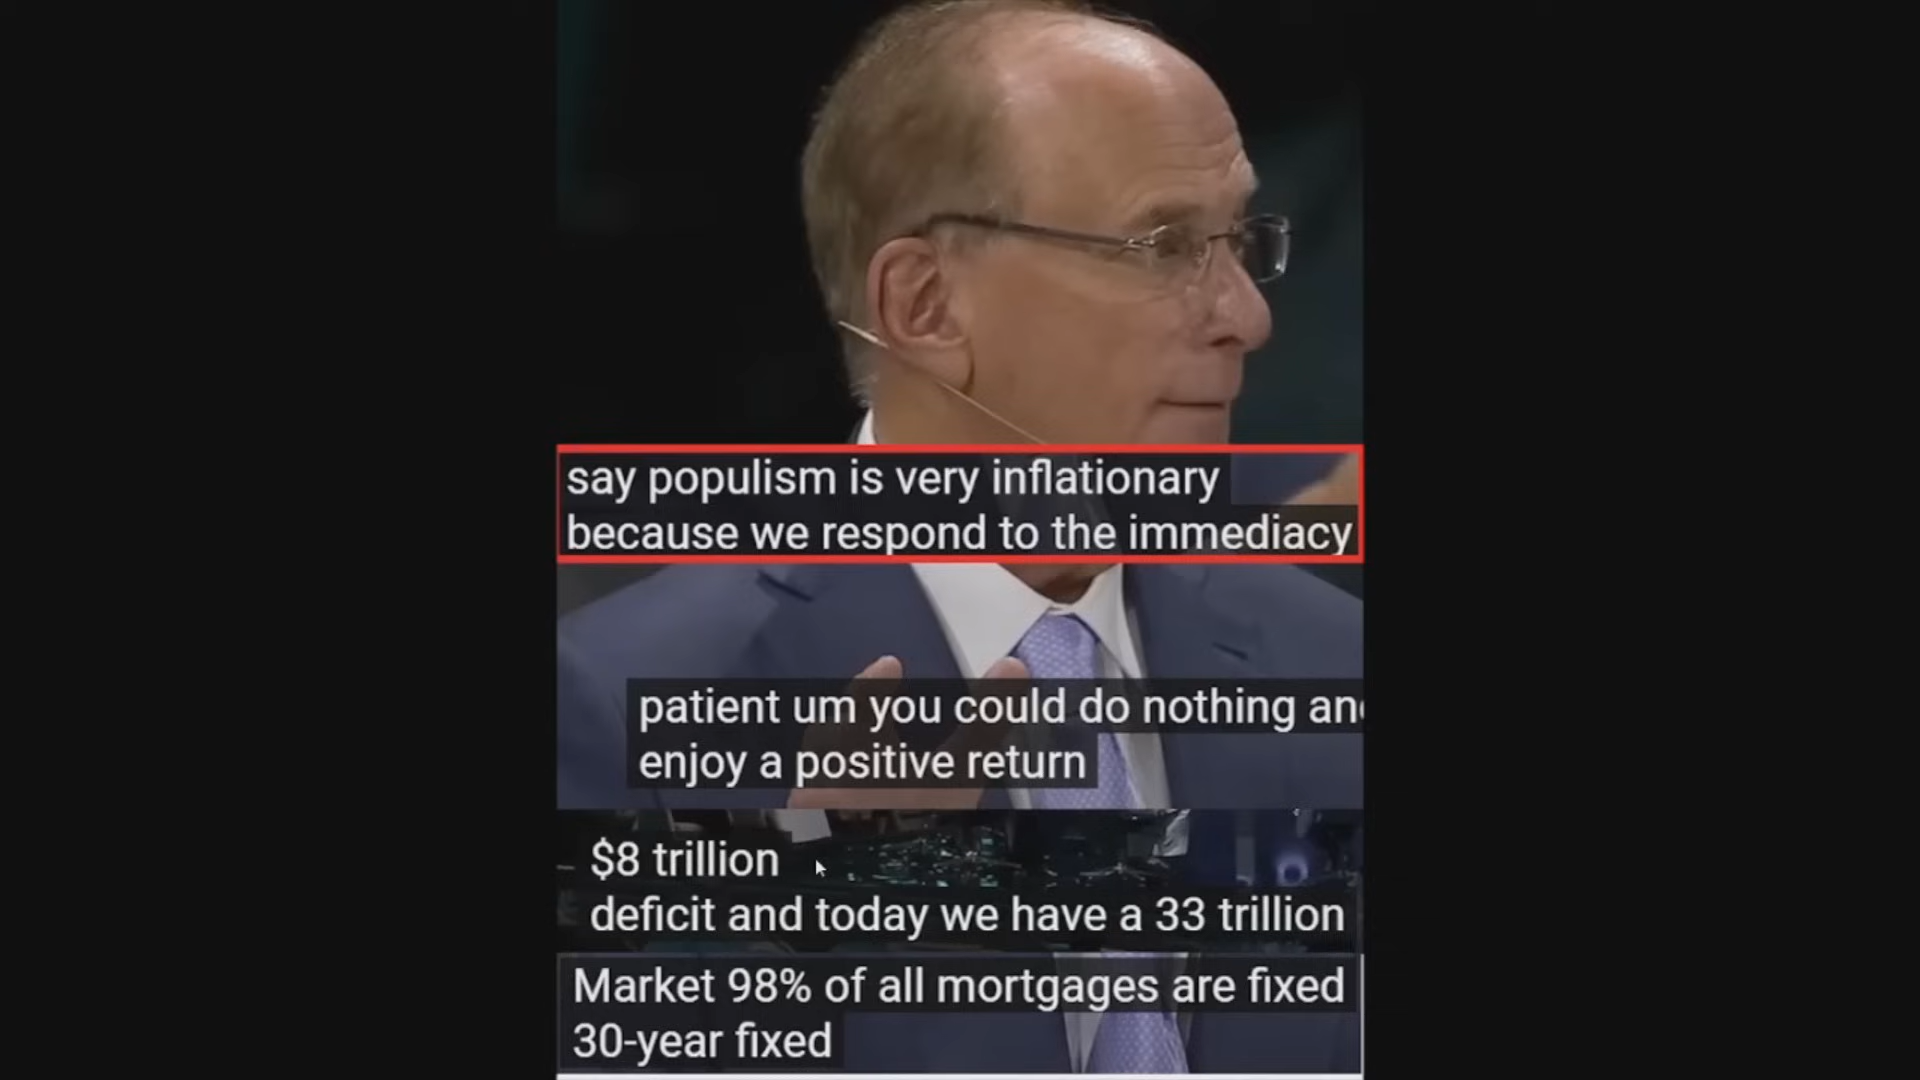 say populism is very inflationary
because we respond to the immediacy
patient um you could do nothing an
enjoy a positive return
$8 trillion
deficit and today we have a 33 trillion
Market 98% of all mortgages are fixed
30-year fixed